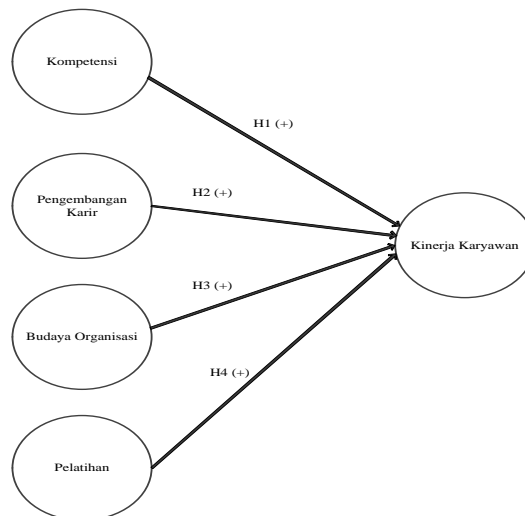 Kompetensi
H1 (+)
Pengembangan
Karir
H2 (+)
Kinerja Karyawan
H3 (+)
Budaya Organisasi
H4 (+)
Pelatihan